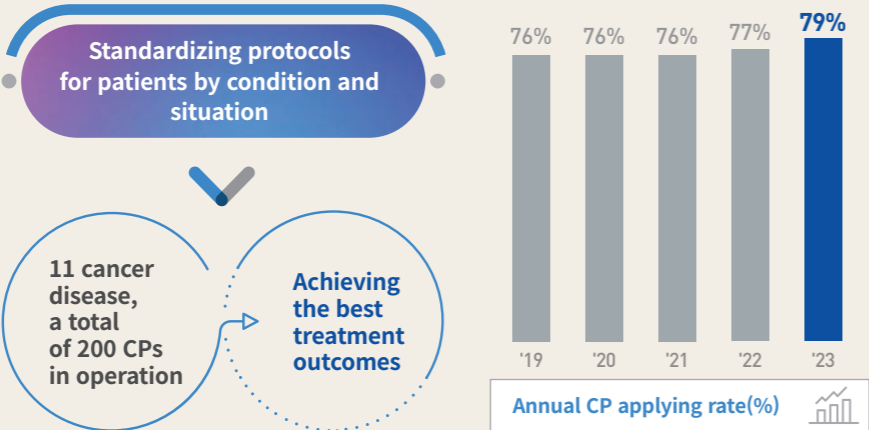 Standardizing protocols
for patients by condition and
situation
11 cancer
disease,
a total
of 200 CPs
in operation
Achieving
the best
treatment
outcomes
76% 76% 76% 77% 79%
'19 '20 '21 '22 '23
Annual CP applying rate(%)